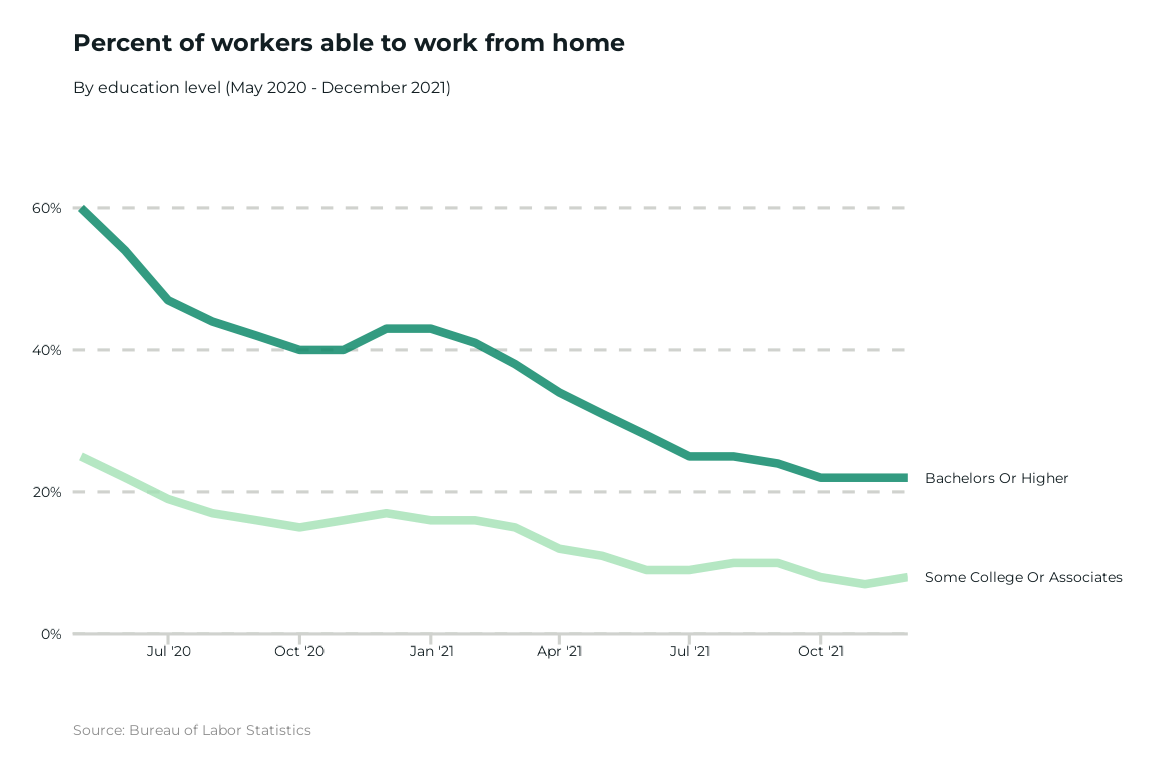 Percent of workers able to work from home
By education level (May 2020 - December 2021)
60%
40%
Bachelors Or Higher
20%
Some College Or Associates
0%
Jul '20 Oct '20 Jan '21 Apr '21 Jul '21 Oct '21
Source: Bureau of Labor Statistics